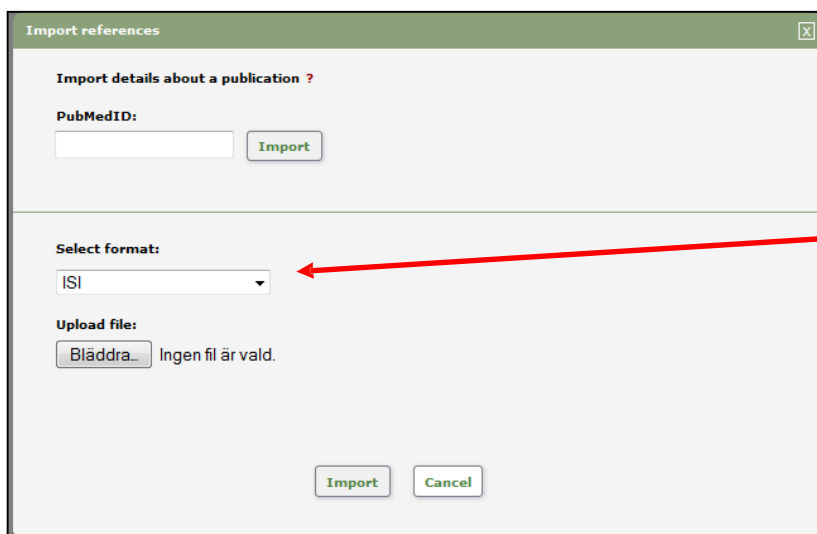 Import references X
Import details about a publication ?
PubMedID:
Import
Select format:
ISI
Upload file:
Bläddra... Ingen fil är vald.
Import Cancel